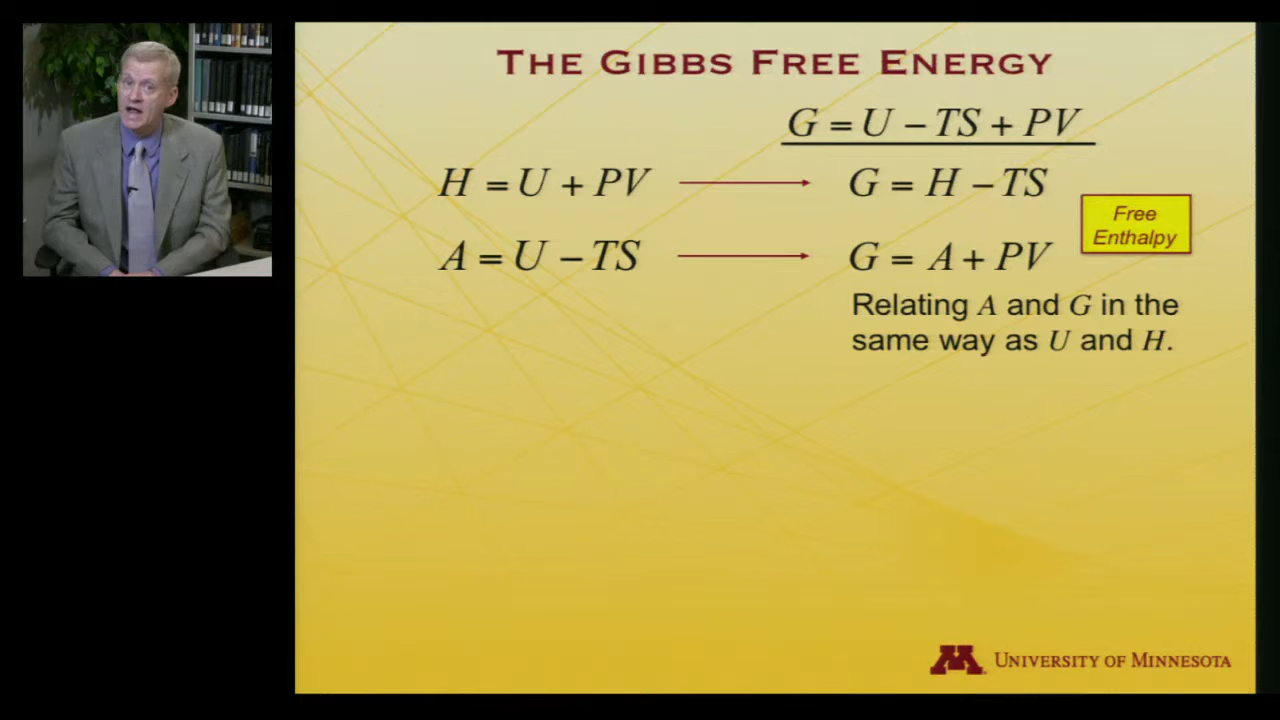 THE GIBBS FREE ENERGY
G = U − TS + PV
H = U + PV
G = H − TS
Free
Enthalpy
A = U − TS
G = A + PV
Relating A and G in the
same way as U and H.
M
UNIVERSITY OF MINNESOTA